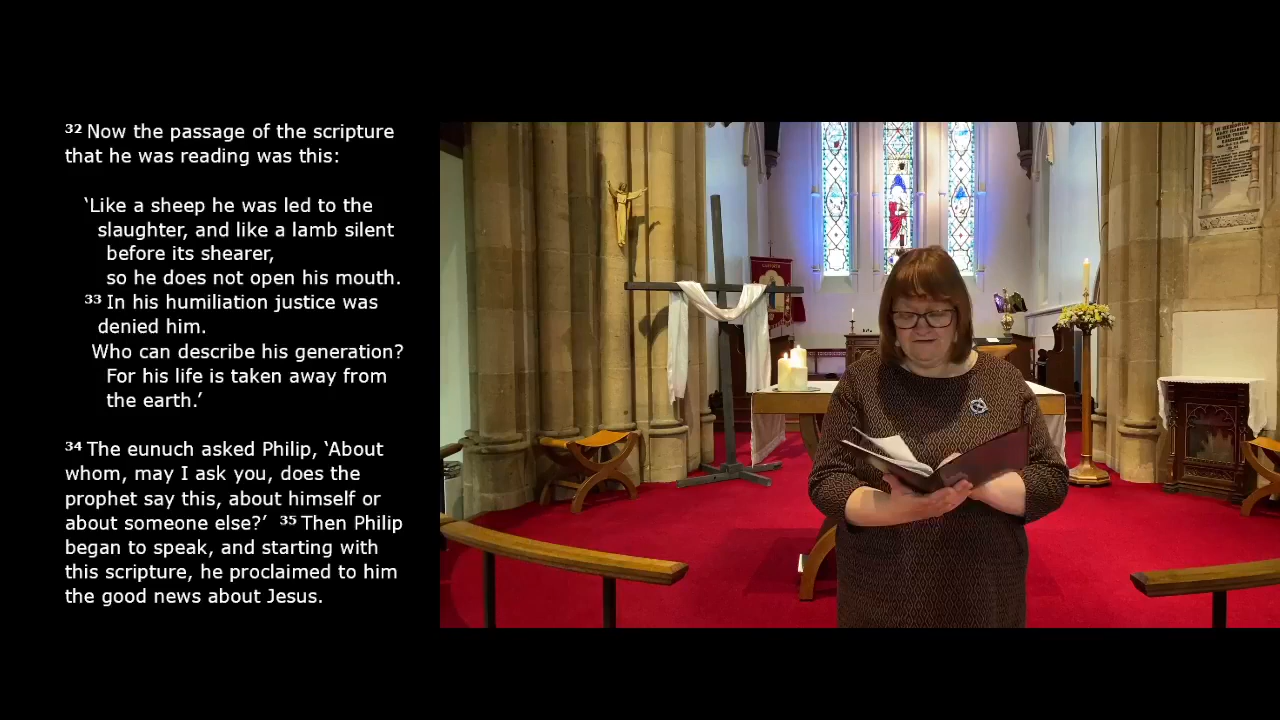 32 Now the passage of the scripture
that he was reading was this:
‘Like a sheep he was led to the
slaughter, and like a lamb silent
before its shearer,
so he does not open his mouth.
33 In his humiliation justice was
denied him.
Who can describe his generation?
For his life is taken away from
the earth.’
34 The eunuch asked Philip, ‘About
whom, may I ask you, does the
prophet say this, about himself or
about someone else?’ 35 Then Philip
began to speak, and starting with
this scripture, he proclaimed to him
the good news about Jesus.